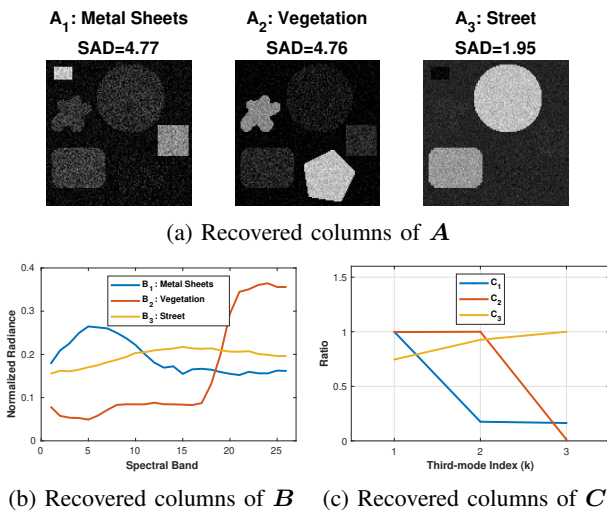 A1: Metal Sheets
SAD=4.77
A2: Vegetation
SAD=4.76
A3: Street
SAD=1.95
(a) Recovered columns of A
0.4
0.3
0.2
0.1
0
Normalized Radiance
B1: Metal Sheets
B2: Vegetation
B3: Street
0 5 10 15 20 25
Spectral Band
1.5
1
0.5
0
Ratio
C1
C2
C3
1 2 3
Third-mode Index (k)
(b) Recovered columns of B
(c) Recovered columns of C